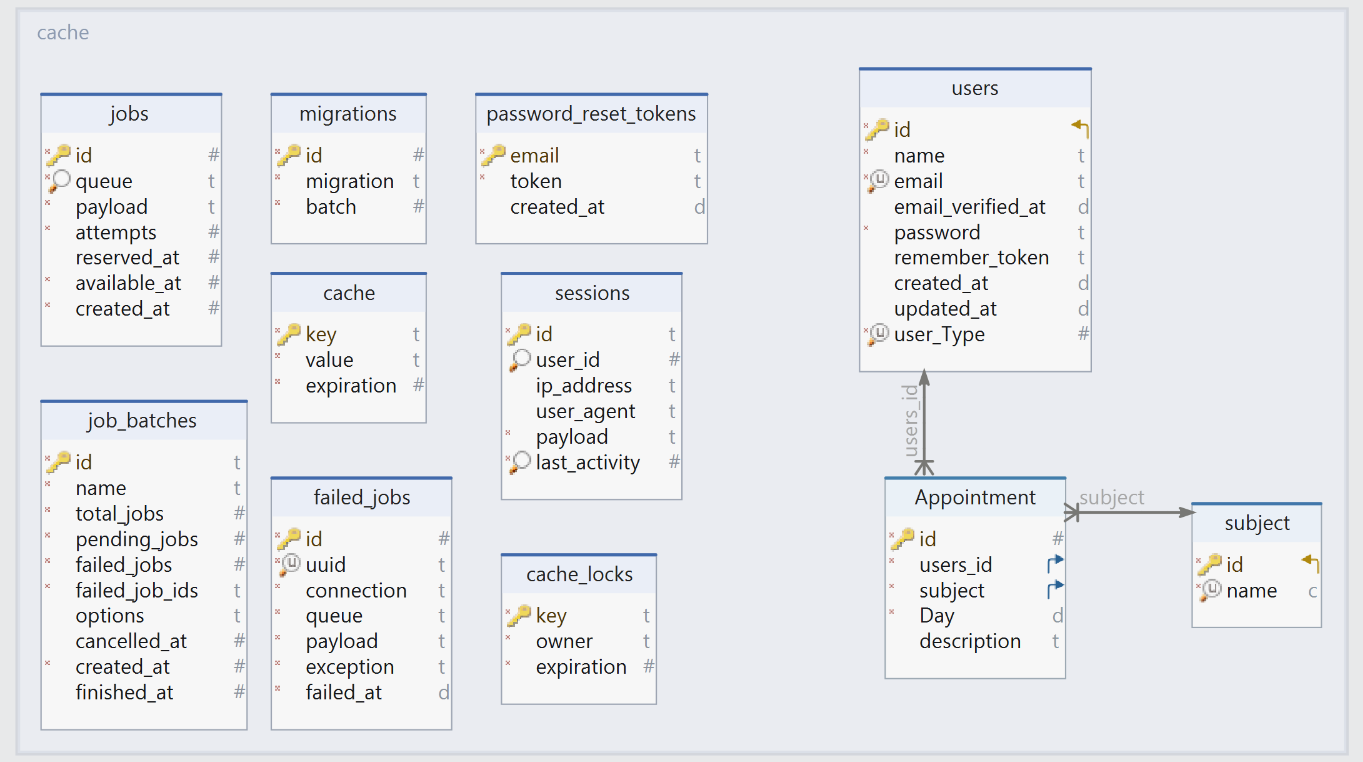 cache
jobs
id #
queue t
payload t
attempts #
reserved_at #
available_at #
created_at #
migrations
id #
migration t
batch #
password_reset_tokens
email t
token t
created_at d
users
id
name t
email t
email_verified_at d
password t
remember_token t
created_at d
updated_at d
user_Type #
cache
key t
value t
expiration #
sessions
id t
user_id #
ip_address t
user_agent t
payload t
last_activity #
job_batches
id t
name t
total_jobs #
pending_jobs #
failed_jobs #
failed_job_ids t
options t
cancelled_at #
created_at #
finished_at #
failed_jobs
id #
uuid t
connection t
queue t
payload t
exception t
failed_at d
cache_locks
key t
owner t
expiration #
users_id
Appointment
id #
users_id
subject
Day d
description t
subject
subject
id
name c